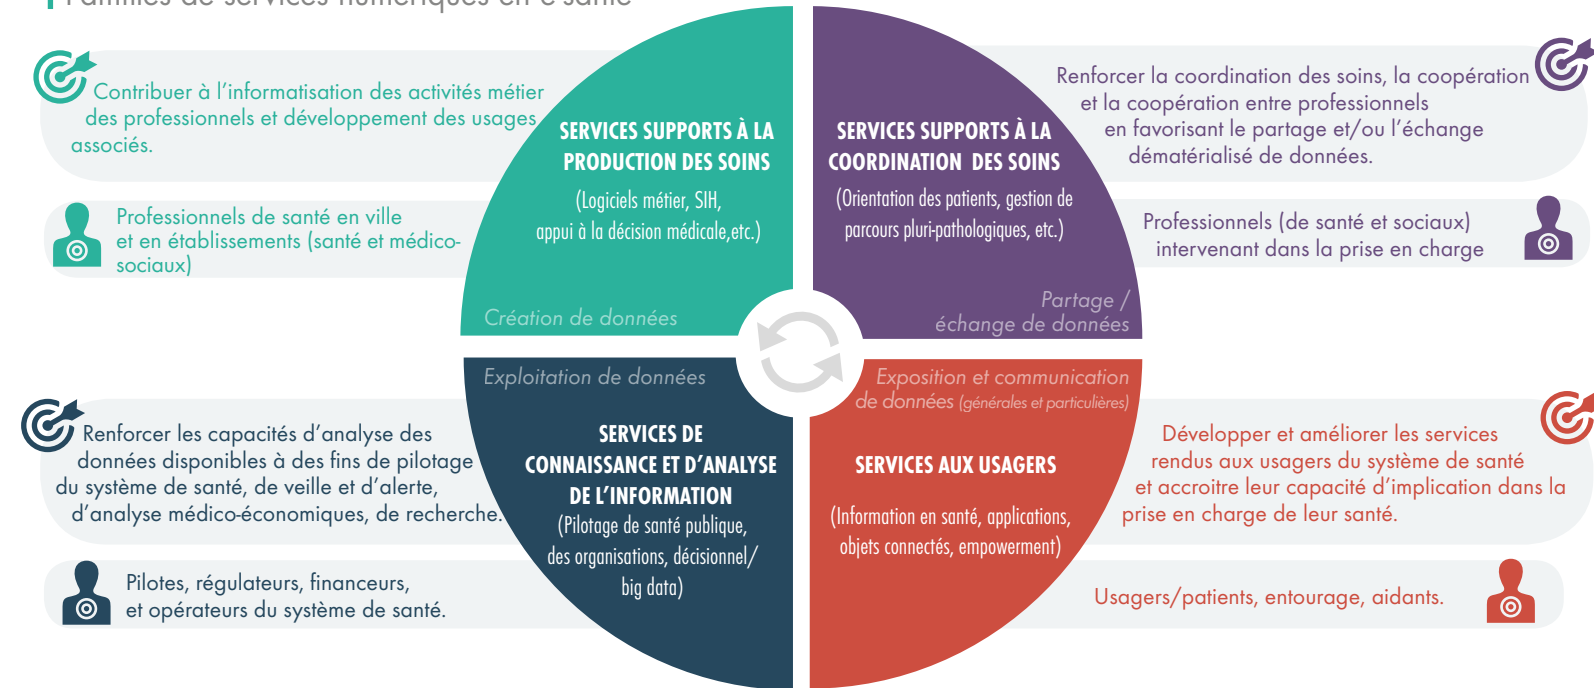 Familles de services numériques en e-santé
Contribuer à l'informatisation des activités métier
des professionnels et développement des usages
associés.
Professionnels de santé en ville
et en établissements (santé et médico-
sociaux)
SERVICES SUPPORTS À LA
PRODUCTION DES SOINS
(Logiciels métier, SIH,
appui à la décision médicale,etc.)
Création de données
SERVICES SUPPORTS À LA
COORDINATION DES SOINS
(Orientation des patients, gestion de
parcours pluri-pathologiques, etc.)
Partage /
échange de données
Renforcer la coordination des soins, la coopération
et la coopération entre professionnels
en favorisant le partage et/ou l'échange
dématérialisé de données.
Professionnels (de santé et sociaux)
intervenant dans la prise en charge
Renforcer les capacités d'analyse des
données disponibles à des fins de pilotage
du système de santé, de veille et d'alerte,
d'analyse médico-économiques, de recherche.
Pilotes, régulateurs, financeurs,
et opérateurs du système de santé.
Exploitation de données
SERVICES DE
CONNAISSANCE ET D'ANALYSE
DE L'INFORMATION
(Pilotage de santé publique,
des organisations, décisionnel/
big data)
Exposition et communication
de données (générales et particulières)
SERVICES AUX USAGERS
(Information en santé, applications,
objets connectés, empowerment)
Développer et améliorer les services
rendus aux usagers du système de santé
et accroitre leur capacité d'implication dans la
prise en charge de leur santé.
Usagers/patients, entourage, aidants.